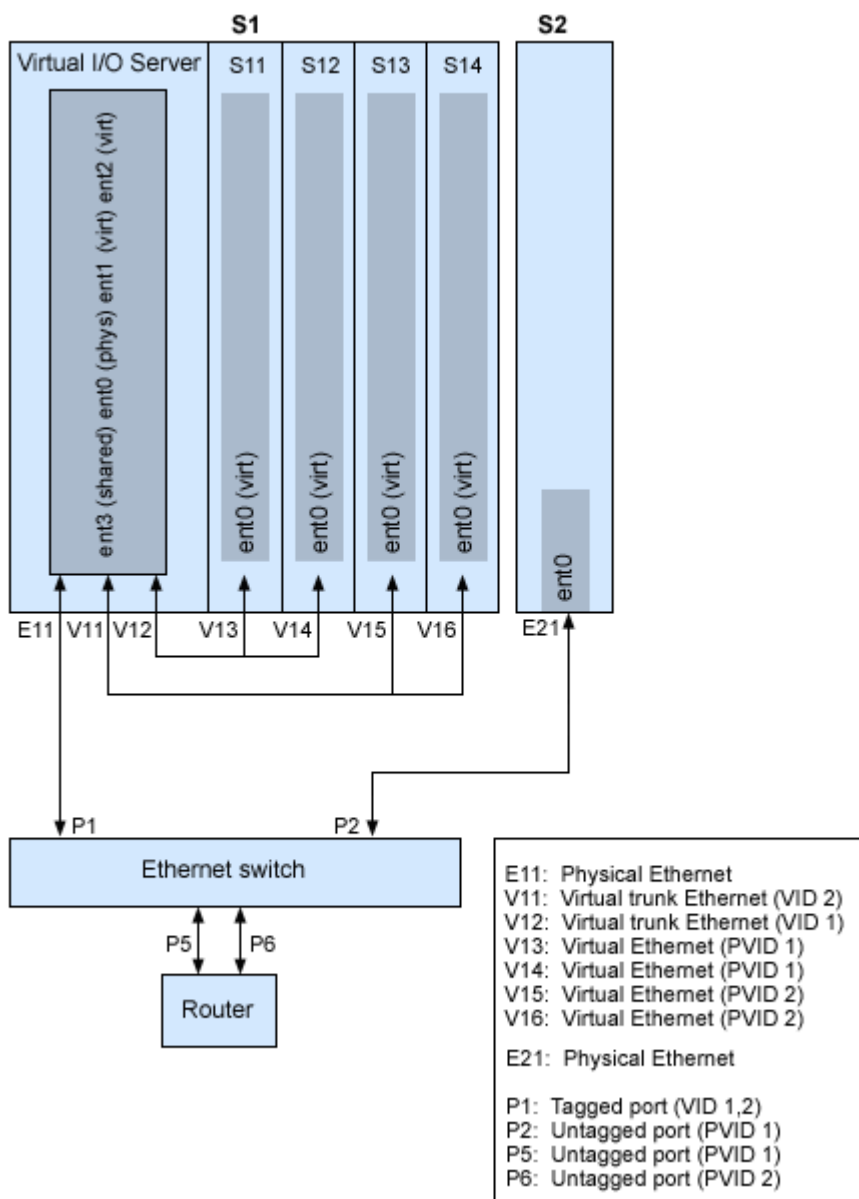 S1
S2
Virtual I/O Server
S11
S12
S13
S14
ent3 (shared) ent0 (phys) ent1 (virt) ent2 (virt)
ent0 (virt)
ent0 (virt)
ent0 (virt)
ent0 (virt)
ent0
E11
V11
V12
V13
V14
V15
V16
E21
P1
P2
Ethernet switch
P5
P6
Router
E11: Physical Ethernet
V11: Virtual trunk Ethernet (VID 2)
V12: Virtual trunk Ethernet (VID 1)
V13: Virtual Ethernet (PVID 1)
V14: Virtual Ethernet (PVID 1)
V15: Virtual Ethernet (PVID 2)
V16: Virtual Ethernet (PVID 2)
E21: Physical Ethernet
P1: Tagged port (VID 1,2)
P2: Untagged port (PVID 1)
P5: Untagged port (PVID 1)
P6: Untagged port (PVID 2)